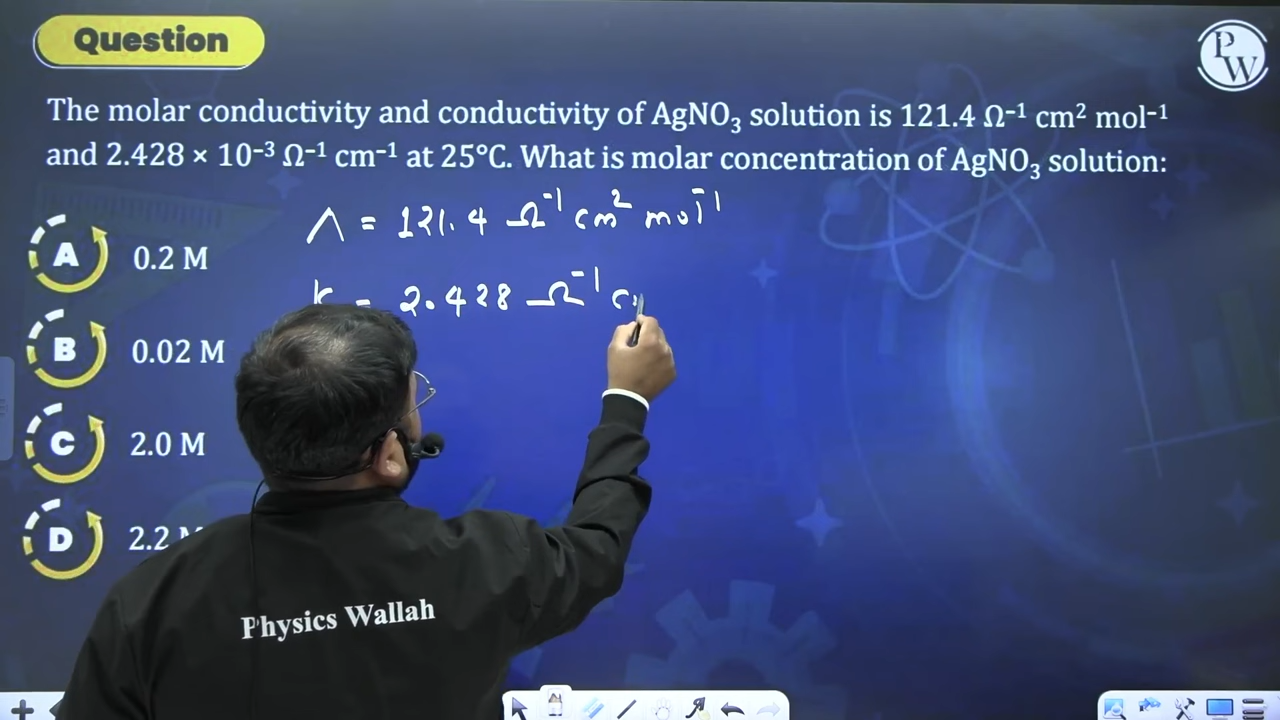 Question
PW
The molar conductivity and conductivity of AgNO₃ solution is 121.4 Ω⁻¹ cm² mol⁻¹
and 2.428 × 10⁻³ Ω⁻¹ cm⁻¹ at 25°C. What is molar concentration of AgNO₃ solution:
Λ = 121.4 Ω⁻¹ cm² mol⁻¹
A 0.2 M
= 2.428 Ω⁻¹
B 0.02 M
C 2.0 M
D 2.2
Physics Wallah